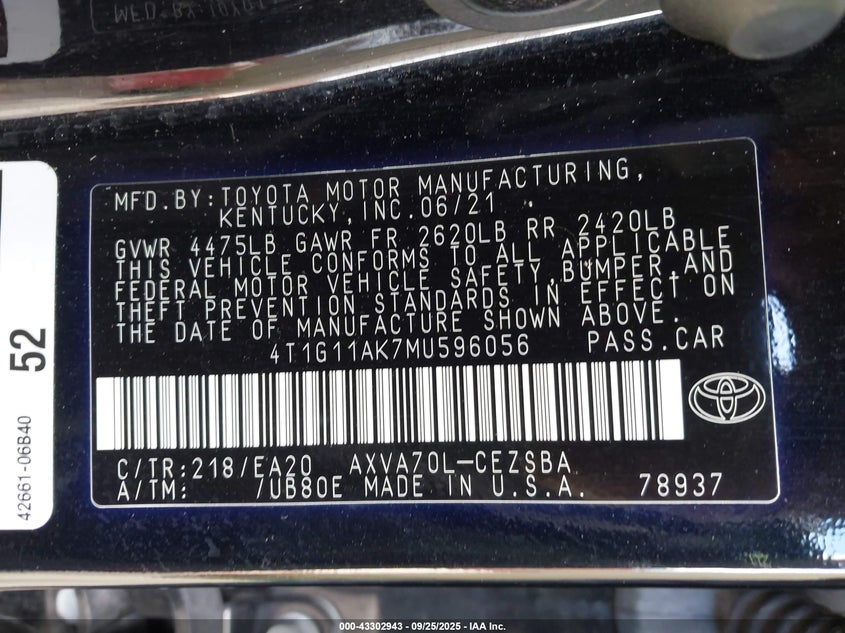 MFD.BY:TOYOTA MOTOR MANUFACTURING,
KENTUCKY,INC.06/21
GVWR 4475LB GAWR FR 2620LB RR 2420LB
THIS VEHICLE CONFORMS TO ALL APPLICABLE
FEDERAL MOTOR VEHICLE SAFETY,BUMPER,AND
THEFT PREVENTION STANDARDS IN EFFECT ON
THE DATE OF MANUFACTURE SHOWN ABOVE.
4T1G11AK7MU596056 PASS.CAR
C/TR:218/EA20 AXVA70L-CEZSBA
A/TM: /UB80E MADE IN U.S.A. 78937
52
42661-06B40
000-43302943 - 09/25/2025 - IAA Inc.